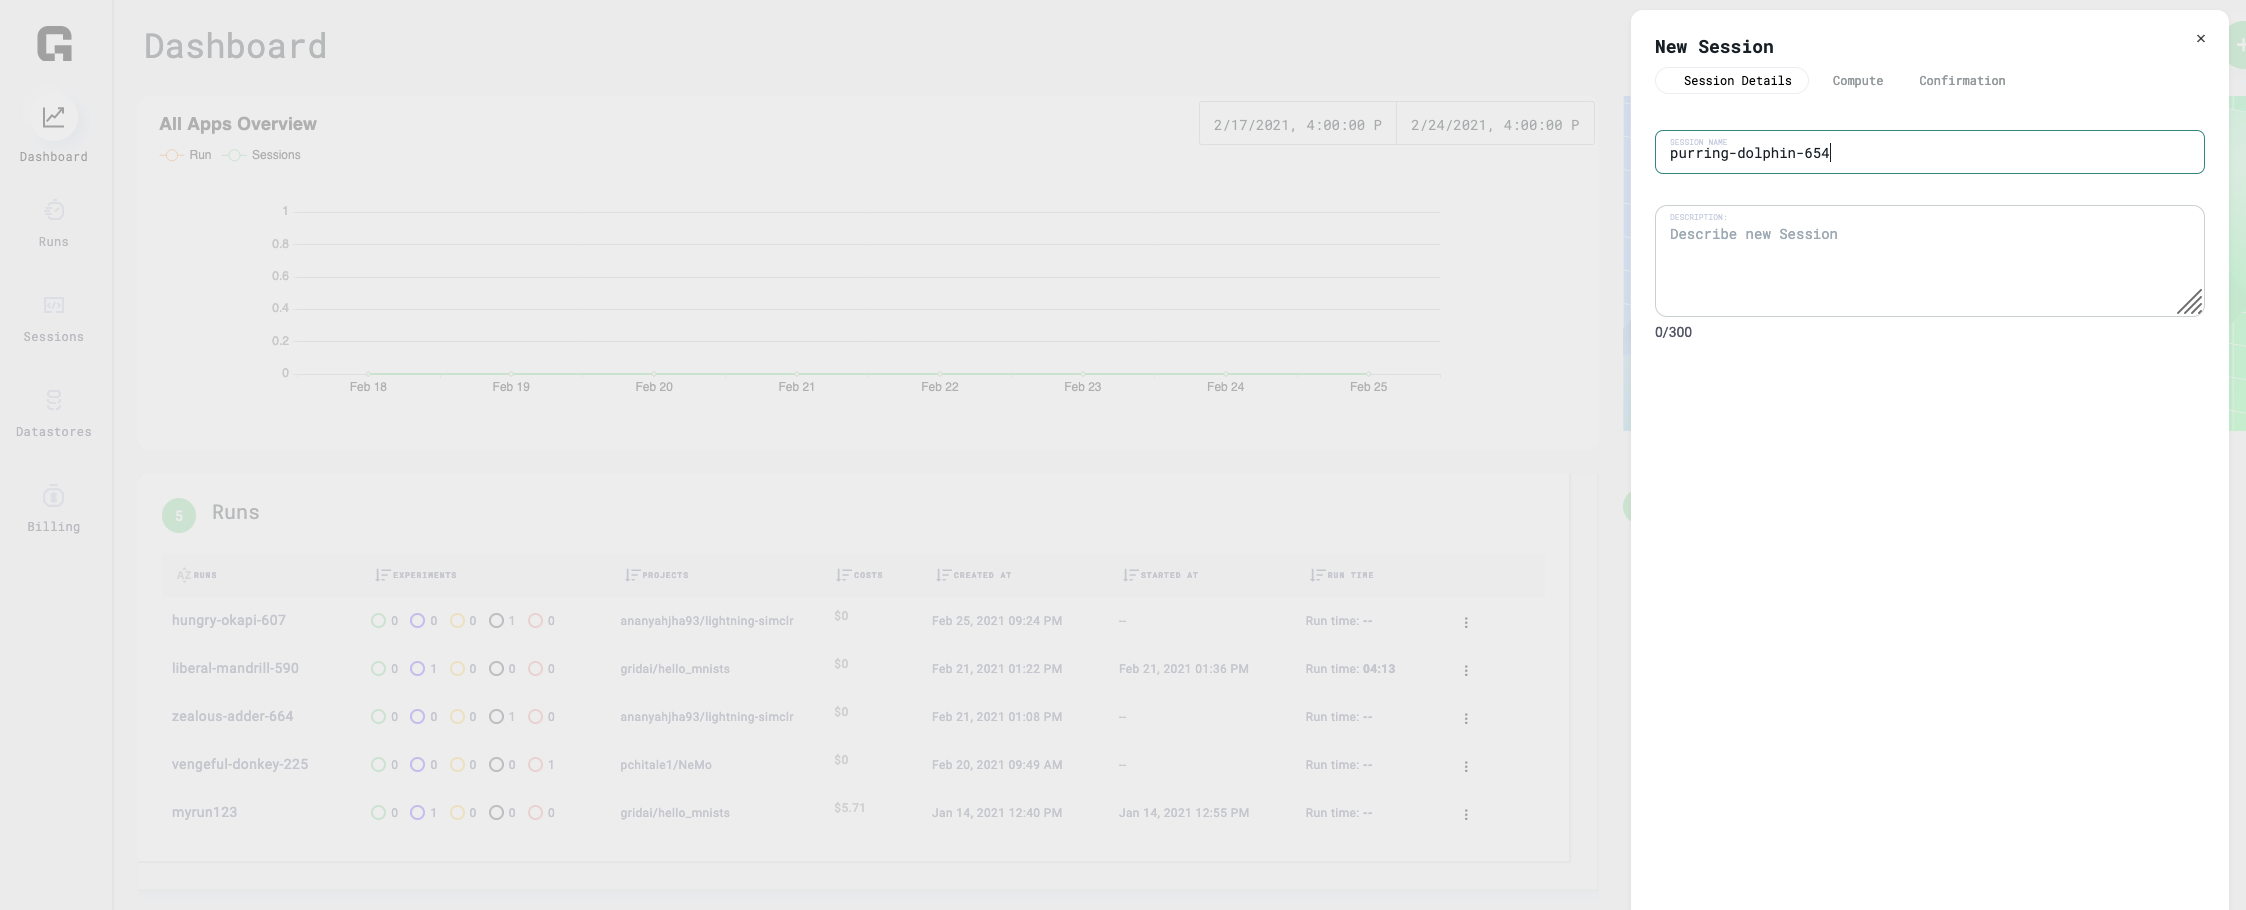 Dashboard
Runs
Sessions
Datastores
Billing
Dashboard
All Apps Overview
2/17/2021, 4:00:00 P
2/24/2021, 4:00:00 P
Run
Sessions
1
0.8
0.6
0.4
0.2
0
Feb 18 Feb 19 Feb 20 Feb 21 Feb 22 Feb 23 Feb 24 Feb 25
5 Runs
RUNS EXPERIMENTS PROJECTS COSTS CREATED AT STARTED AT RUN TIME
hungry-okapi-607 0 0 0 1 0 ananyahjha93/lightning-simclr $0 Feb 25, 2021 09:24 PM -- Run time: --
liberal-mandrill-590 0 1 0 0 0 gridai/hello_mnists $0 Feb 21, 2021 01:22 PM Feb 21, 2021 01:36 PM Run time: 04:13
zealous-adder-664 0 0 0 1 0 ananyahjha93/lightning-simclr $0 Feb 21, 2021 01:08 PM -- Run time: --
vengeful-donkey-225 0 0 0 0 1 pchitale1/NeMo $0 Feb 20, 2021 09:49 AM -- Run time: --
myrun123 0 1 0 0 0 gridai/hello_mnists $5.71 Jan 14, 2021 12:40 PM Jan 14, 2021 12:55 PM Run time: --
New Session
Session Details Compute Confirmation
SESSION NAME
purring-dolphin-654
DESCRIPTION:
Describe new Session
0/300